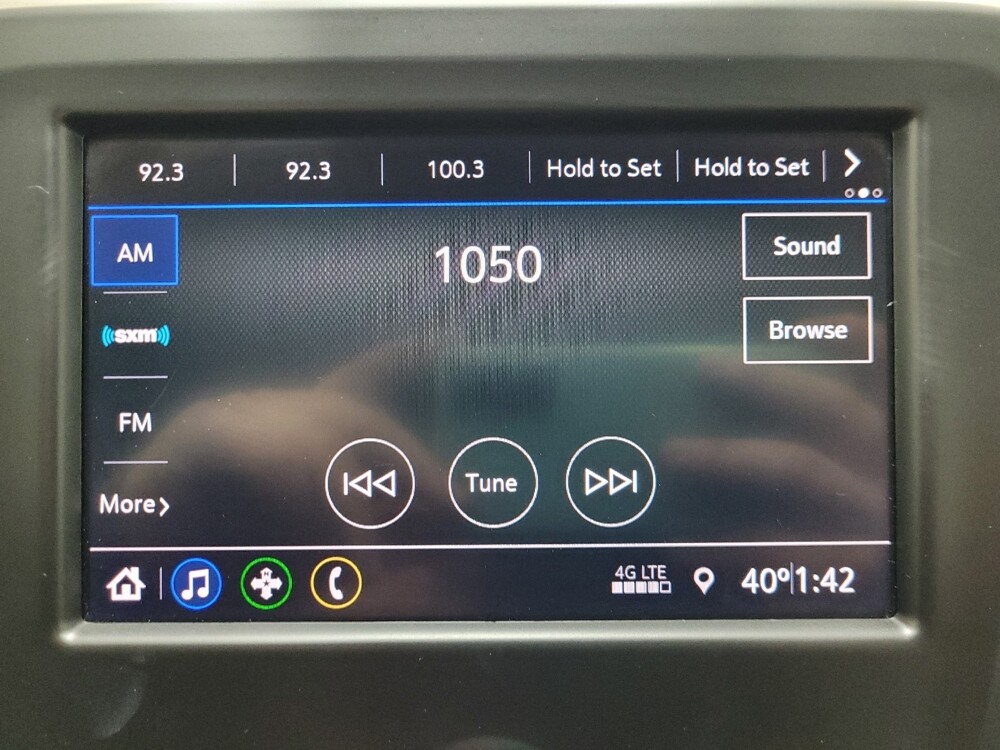 92.3 92.3 100.3 Hold to Set Hold to Set
AM 1050 Sound
sxm Browse
FM
Tune
More
4G LTE
40º 1:42